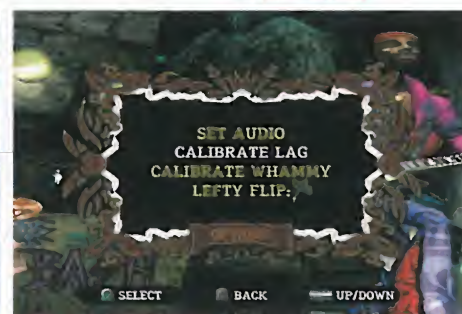 SET AUDIO
CALIBRATE LAG
CALIBRATE WHAMMY
LEFTY FLIP:
SELECT BACK UP/DOWN